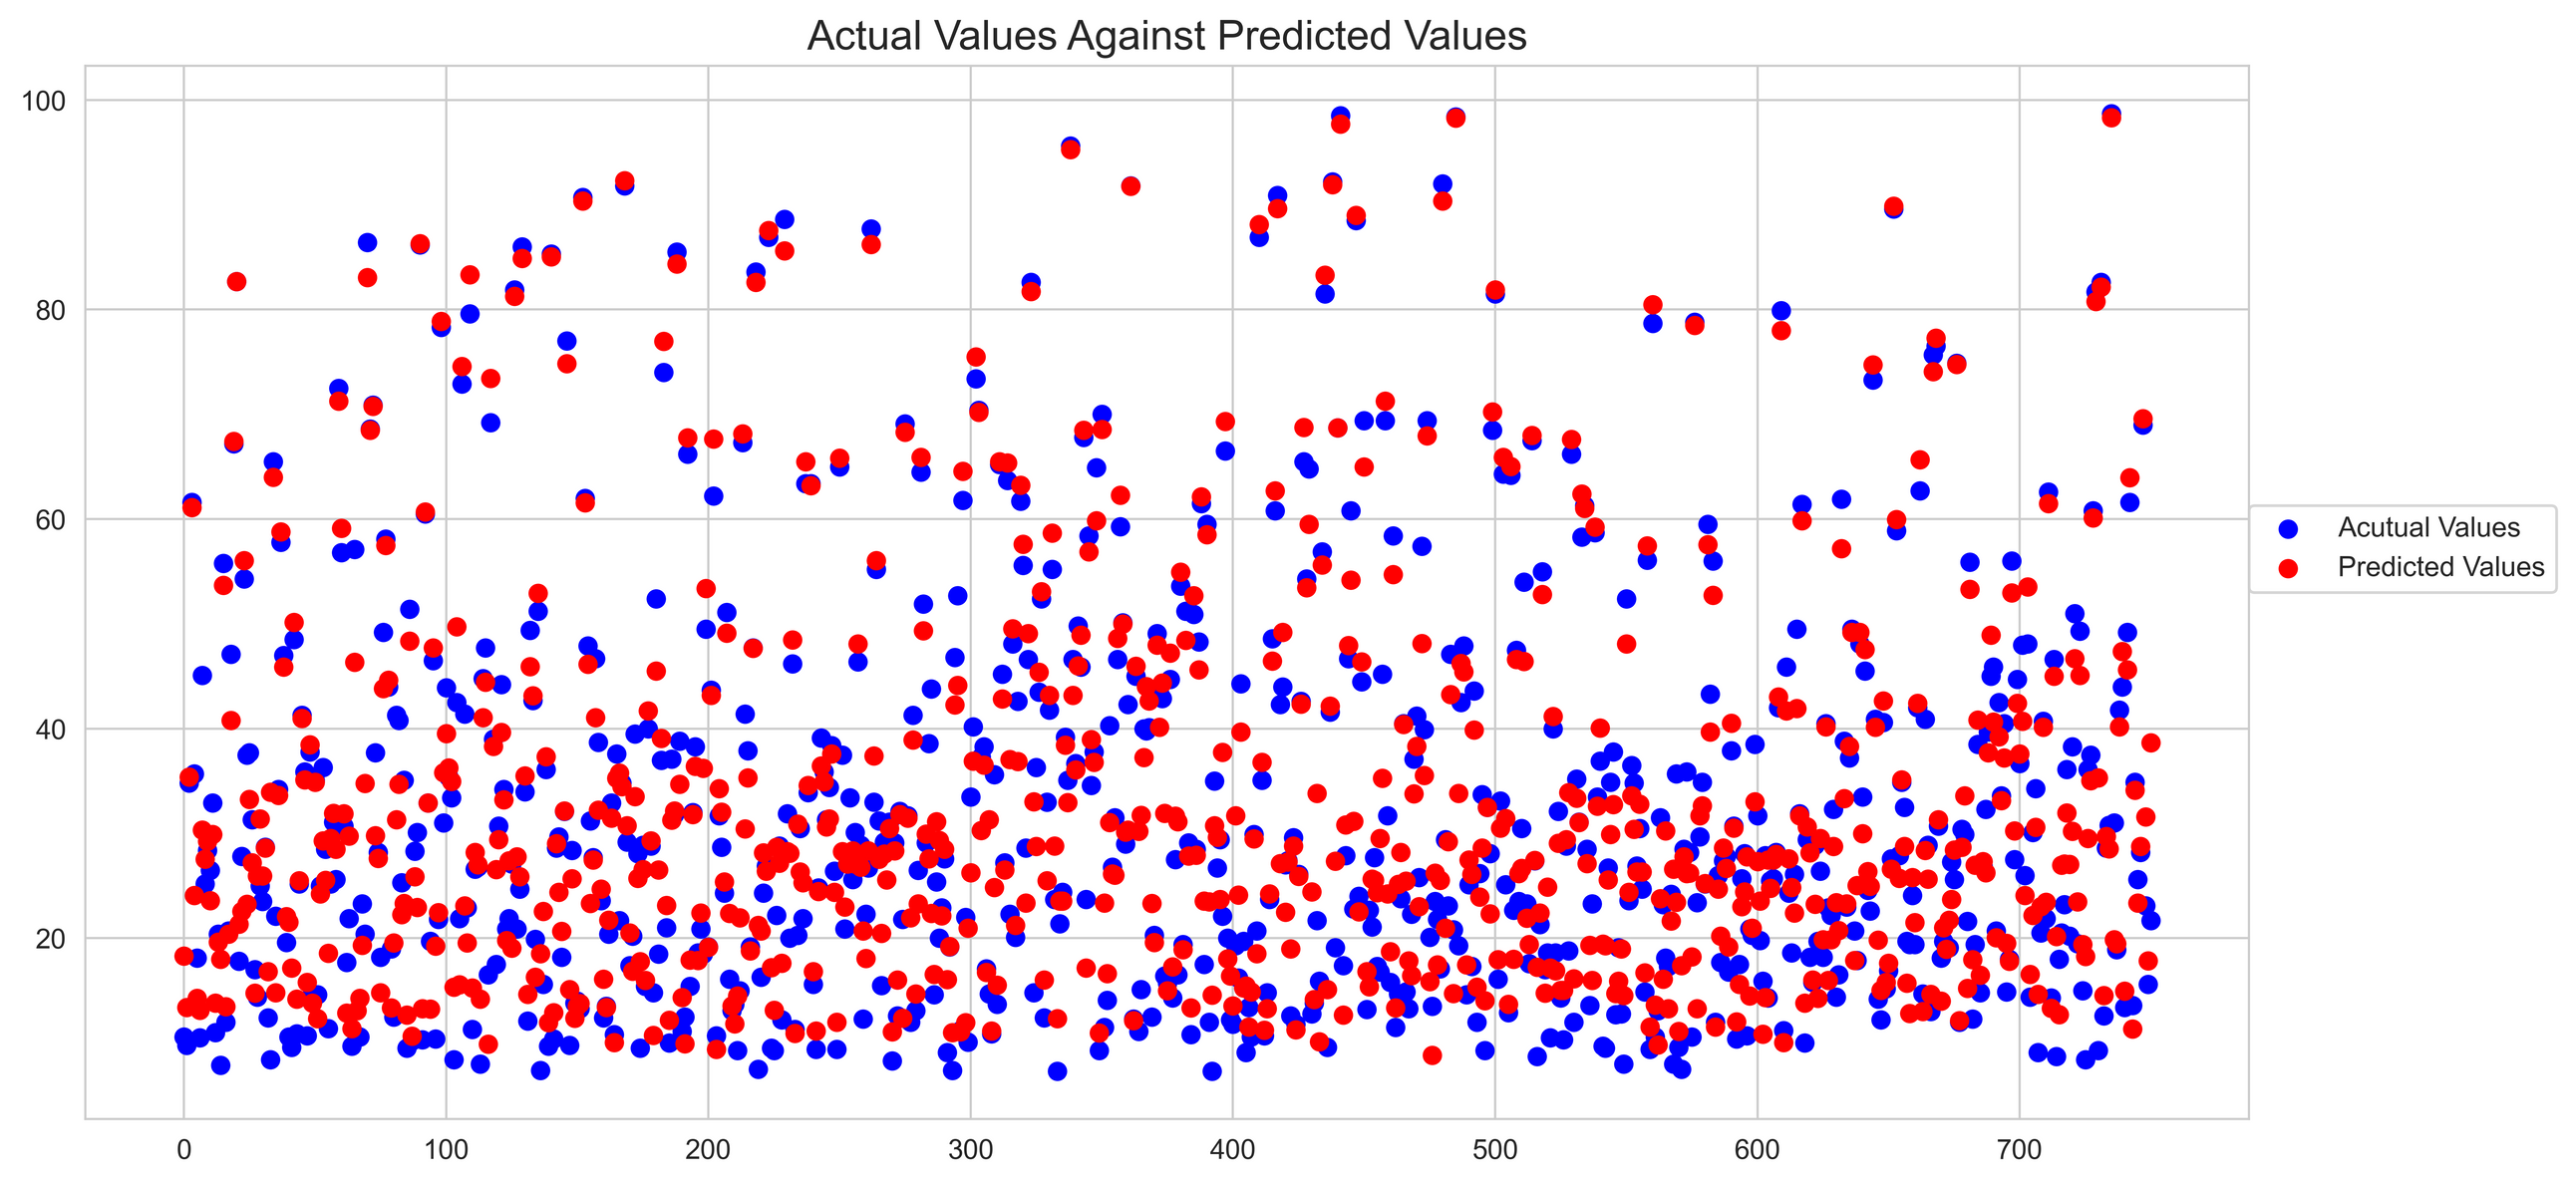 Actual Values Against Predicted Values
100
80
60
40
20
0 100 200 300 400 500 600 700
Acutual Values
Predicted Values